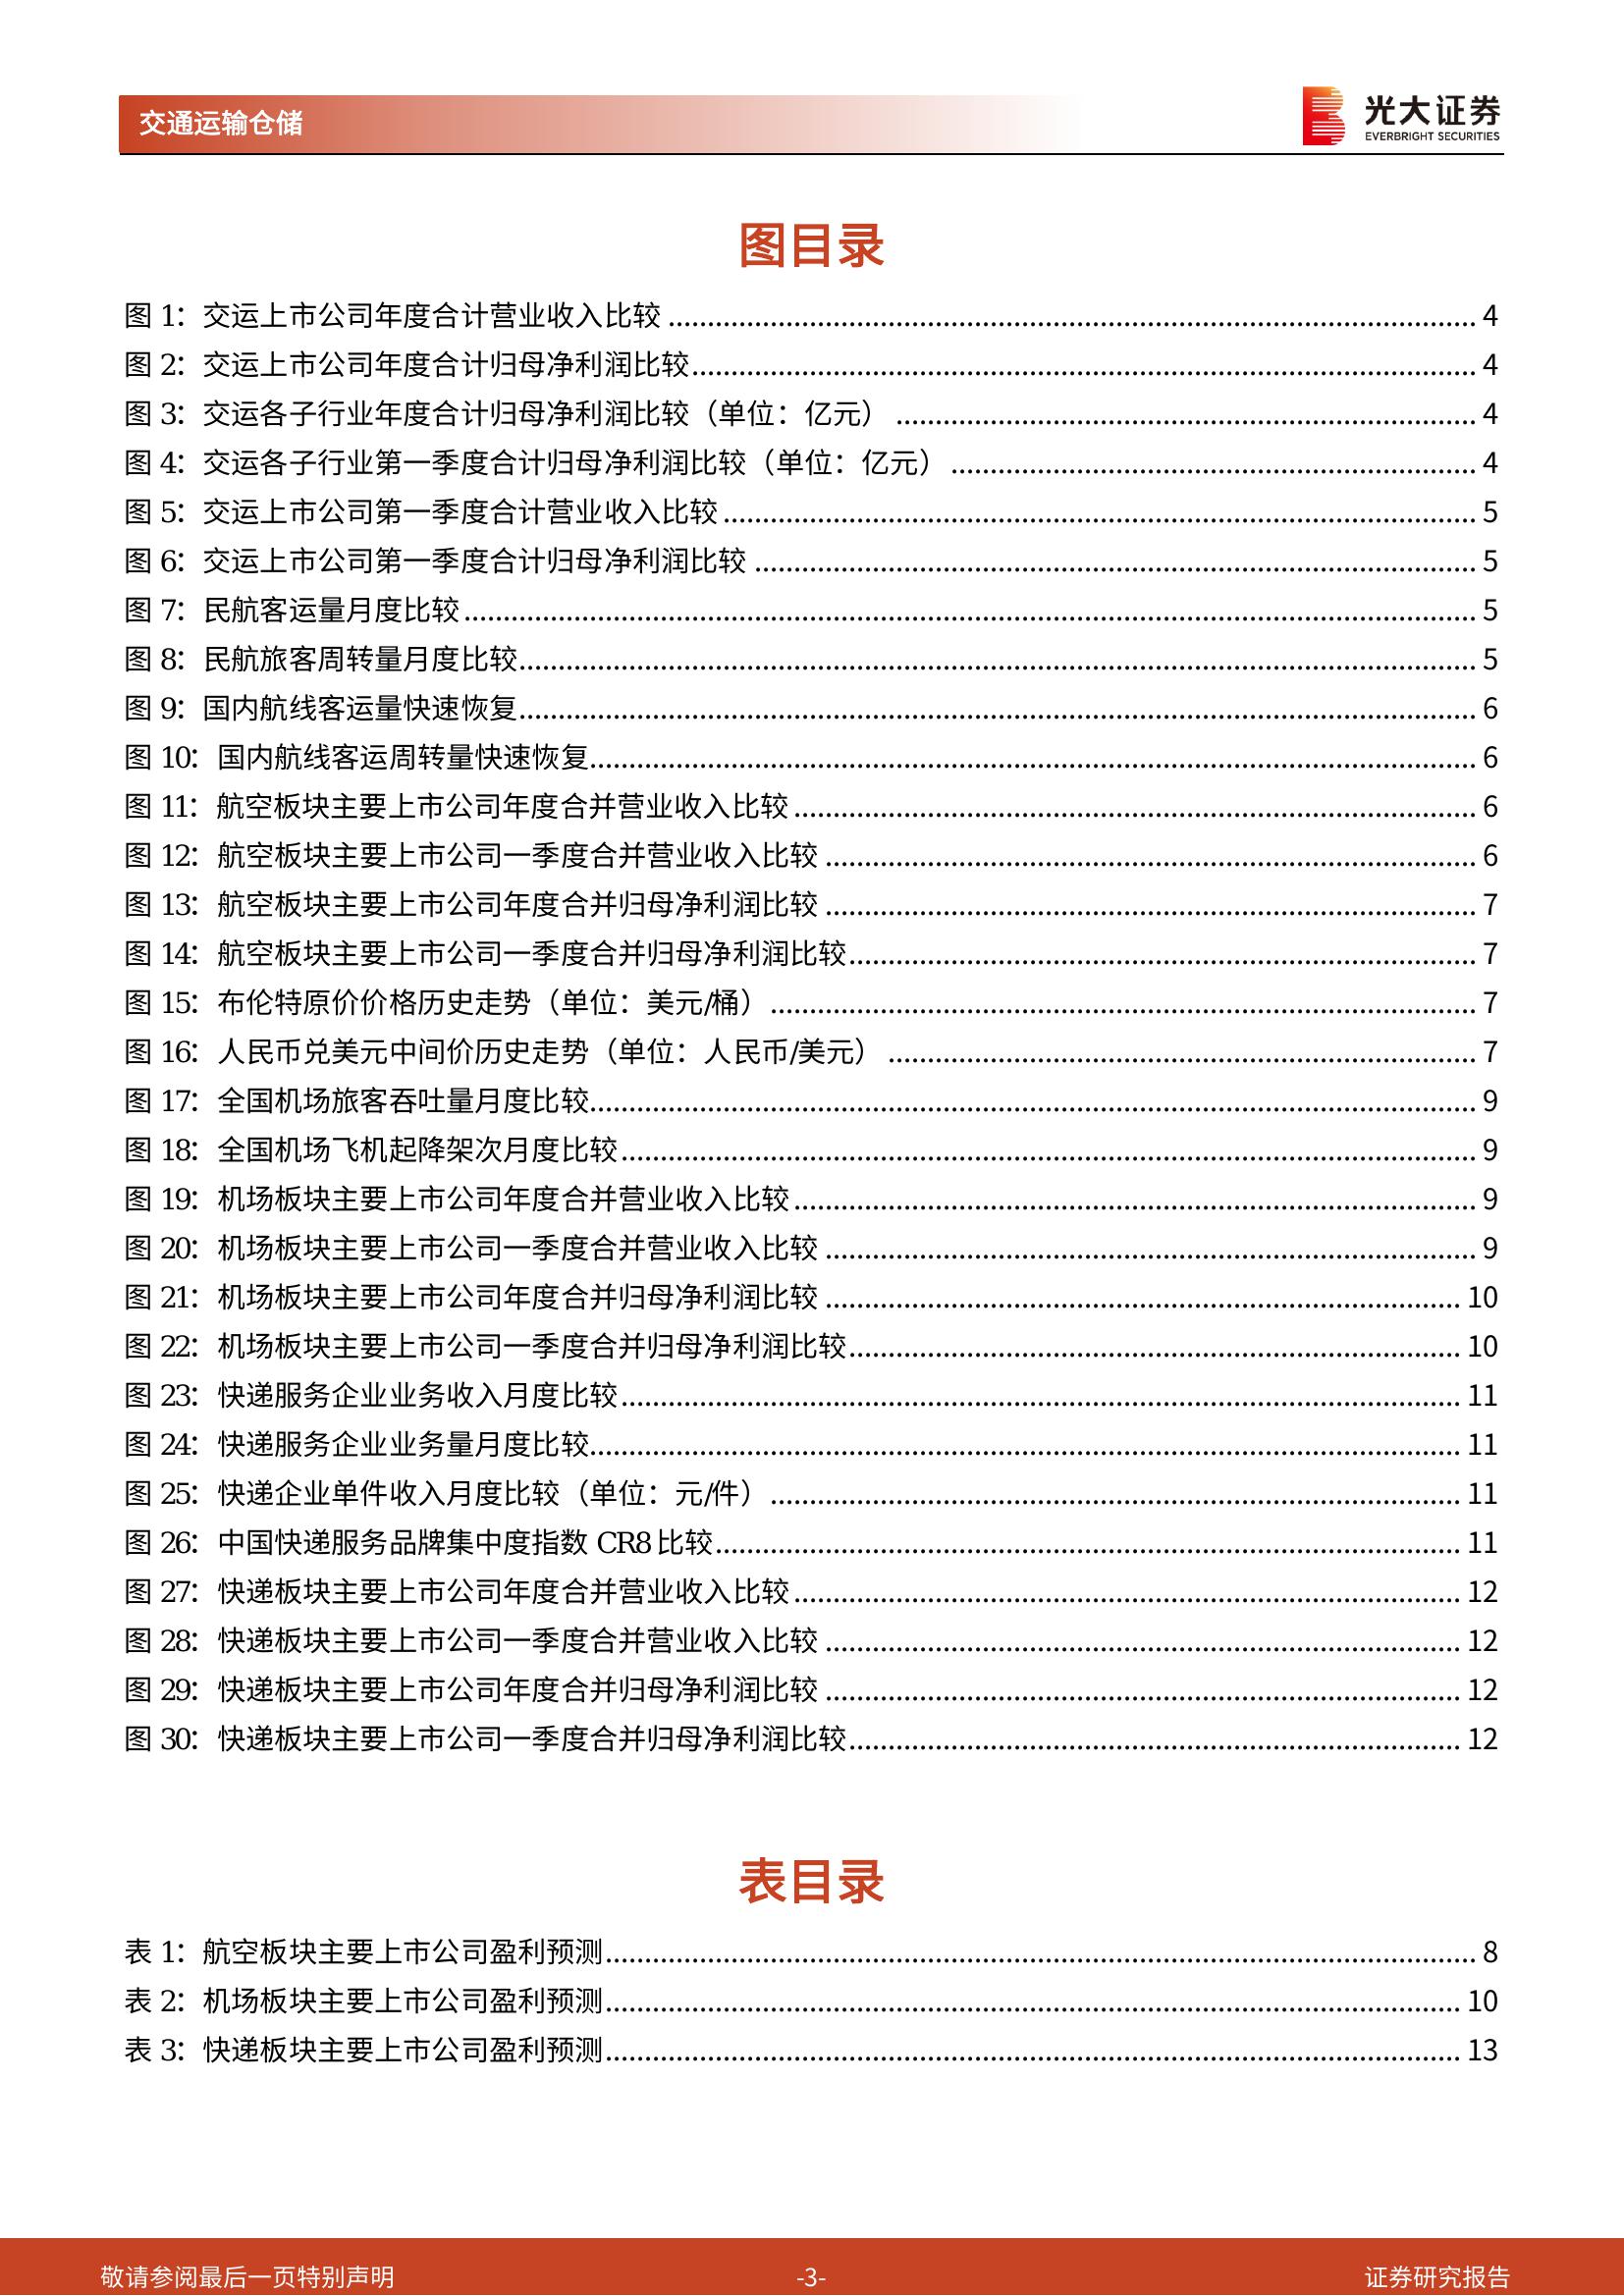 交通运输仓储
光大证券
EVERBRIGHT SECURITIES
图目录
图 1：交运上市公司年度合计营业收入比较 4
图 2：交运上市公司年度合计归母净利润比较 4
图 3：交运各子行业年度合计归母净利润比较（单位：亿元） 4
图 4：交运各子行业第一季度合计归母净利润比较（单位：亿元） 4
图 5：交运上市公司第一季度合计营业收入比较 5
图 6：交运上市公司第一季度合计归母净利润比较 5
图 7：民航客运量月度比较 5
图 8：民航旅客周转量月度比较 5
图 9：国内航线客运量快速恢复 6
图 10：国内航线客运周转量快速恢复 6
图 11：航空板块主要上市公司年度合并营业收入比较 6
图 12：航空板块主要上市公司一季度合并营业收入比较 6
图 13：航空板块主要上市公司年度合并归母净利润比较 7
图 14：航空板块主要上市公司一季度合并归母净利润比较 7
图 15：布伦特原价价格历史走势（单位：美元/桶） 7
图 16：人民币兑美元中间价历史走势（单位：人民币/美元） 7
图 17：全国机场旅客吞吐量月度比较 9
图 18：全国机场飞机起降架次月度比较 9
图 19：机场板块主要上市公司年度合并营业收入比较 9
图 20：机场板块主要上市公司一季度合并营业收入比较 9
图 21：机场板块主要上市公司年度合并归母净利润比较 10
图 22：机场板块主要上市公司一季度合并归母净利润比较 10
图 23：快递服务企业业务收入月度比较 11
图 24：快递服务企业业务量月度比较 11
图 25：快递企业单件收入月度比较（单位：元/件） 11
图 26：中国快递服务品牌集中度指数 CR8 比较 11
图 27：快递板块主要上市公司年度合并营业收入比较 12
图 28：快递板块主要上市公司一季度合并营业收入比较 12
图 29：快递板块主要上市公司年度合并归母净利润比较 12
图 30：快递板块主要上市公司一季度合并归母净利润比较 12
表目录
表 1：航空板块主要上市公司盈利预测 8
表 2：机场板块主要上市公司盈利预测 10
表 3：快递板块主要上市公司盈利预测 13
敬请参阅最后一页特别声明 -3- 证券研究报告